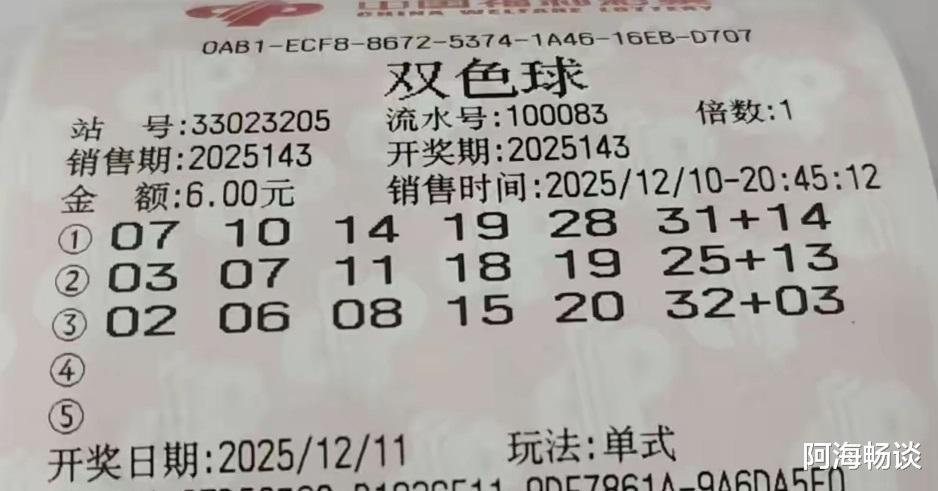 CHINA WELFARE LOTTERY
0AB1-ECF8-8672-5374-1A46-16EB-D707
双色球
站 号:33023205 流水号:100083 倍数:1
销售期:2025143 开奖期:2025143
金 额:6.00元 销售时间:2025/12/10-20:45:12
① 07 10 14 19 28 31+14
② 03 07 11 18 19 25+13
③ 02 06 08 15 20 32+03
④
⑤
开奖日期:2025/12/11 玩法:单式
阿海畅谈